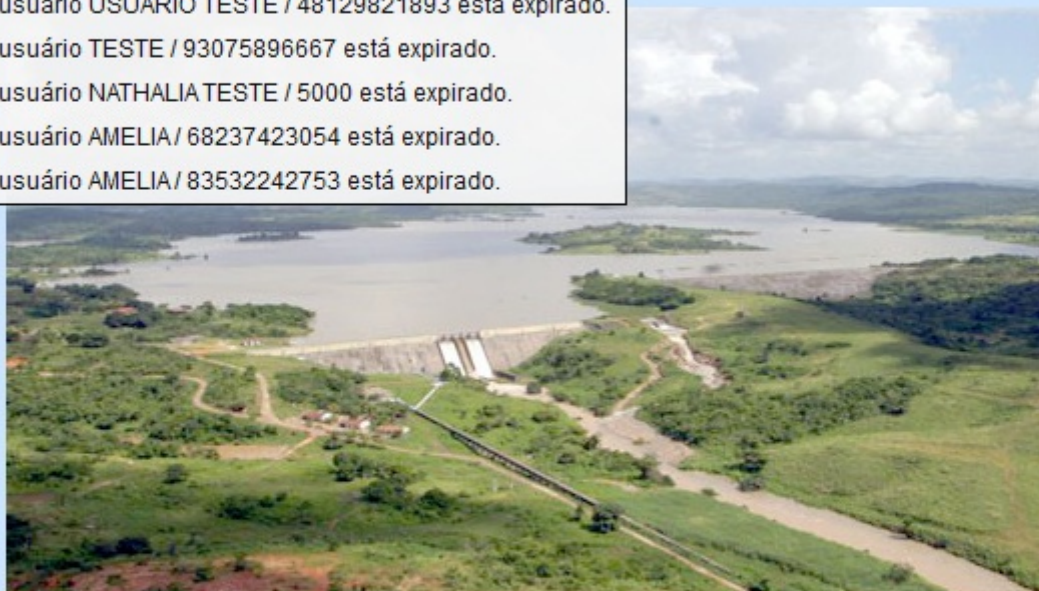 usuário USUARIO TESTE / 48129821893 está expirado.
usuário TESTE / 93075896667 está expirado.
usuário NATHALIA TESTE / 5000 está expirado.
usuário AMELIA / 68237423054 está expirado.
usuário AMELIA / 83532242753 está expirado.